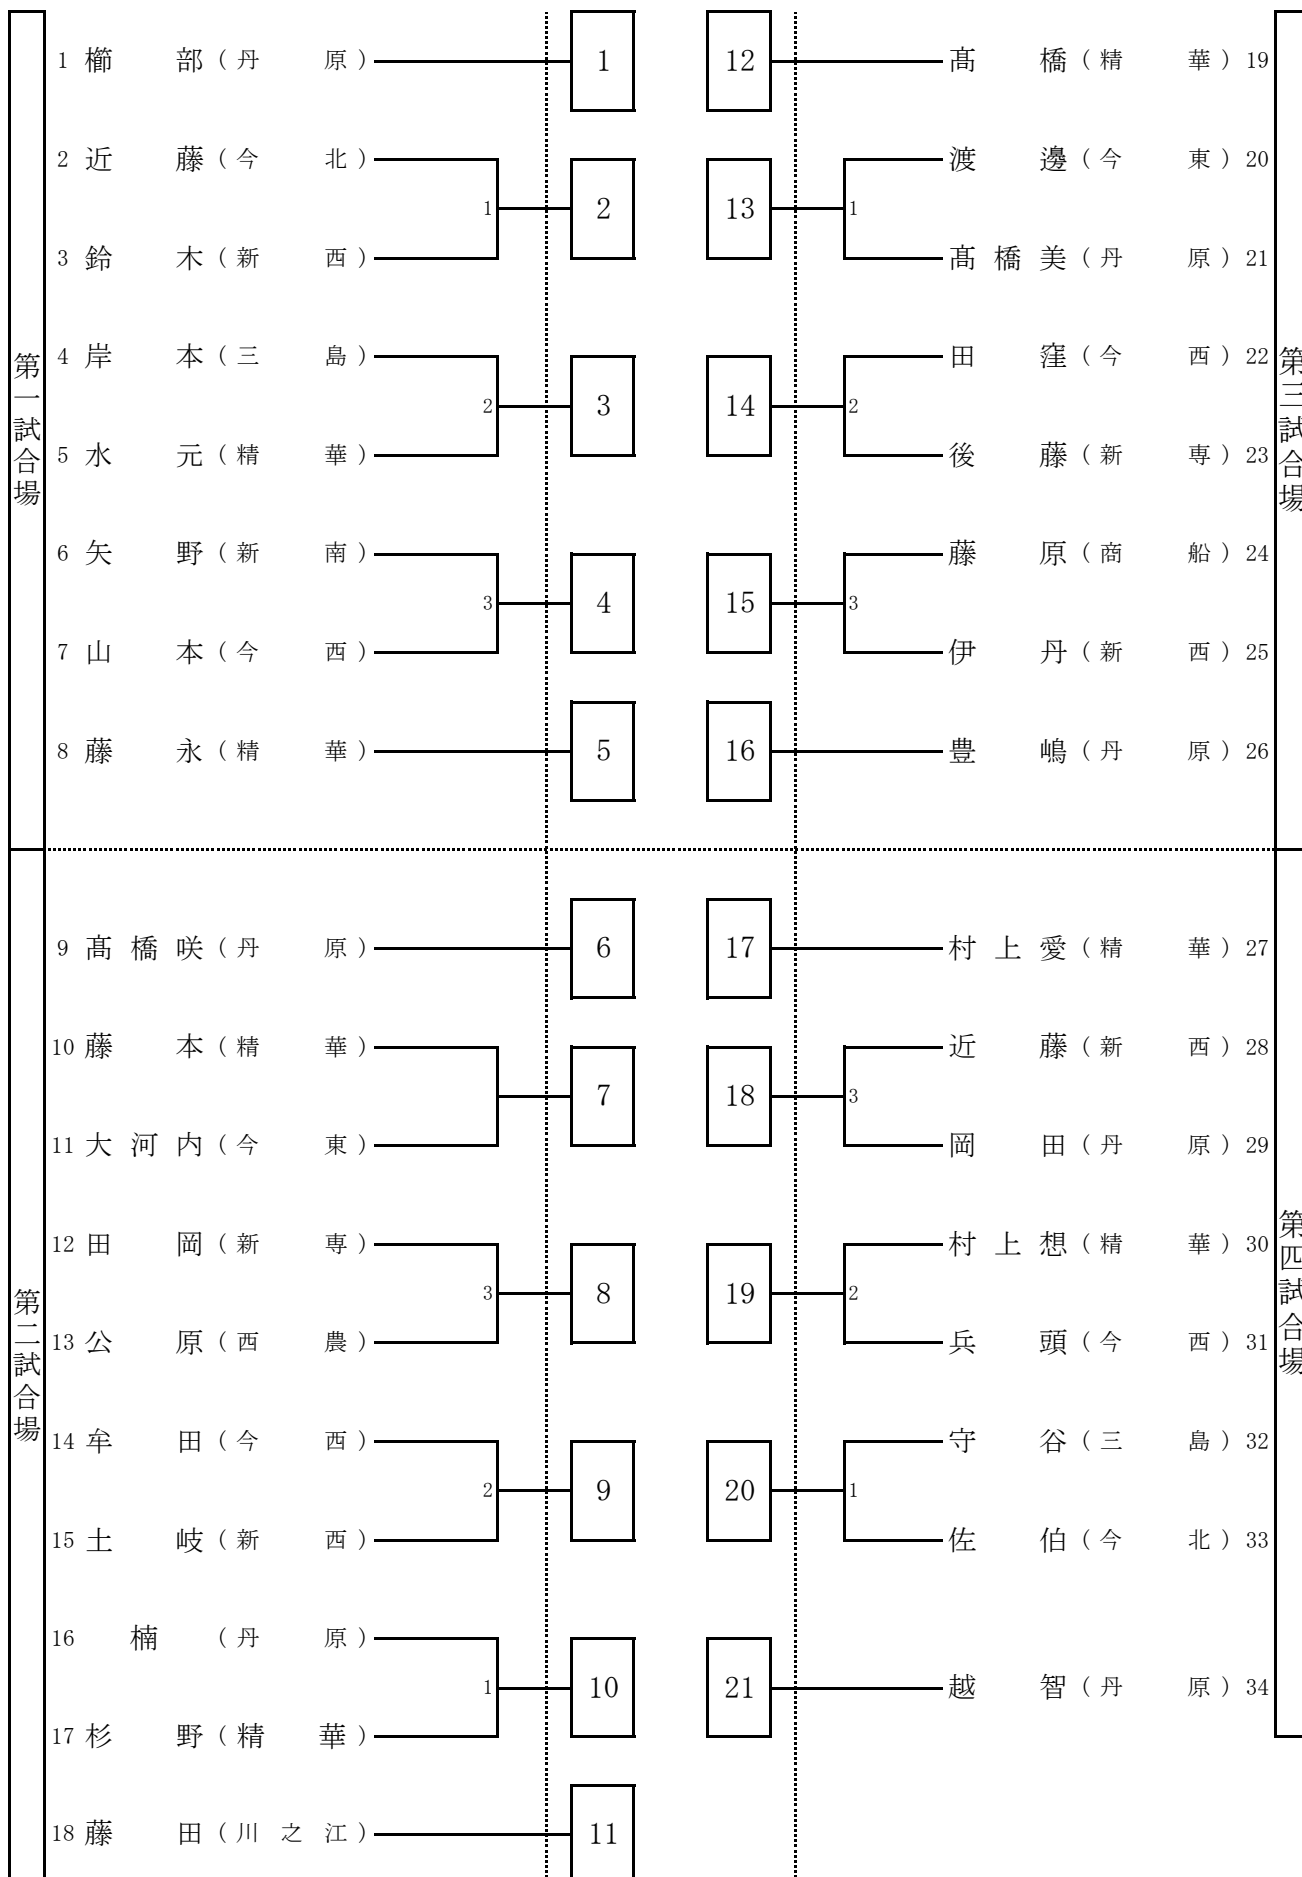 第一試合場
1 櫛部（丹原） 1
2 近藤（今北）
1 2
3 鈴木（新西）
4 岸本（三島）
2 3
5 水元（精華）
6 矢野（新南）
3 4
7 山本（今西）
8 藤永（精華） 5
第二試合場
9 髙橋咲（丹原） 6
10 藤本（精華）
7
11 大河内（今東）
12 田岡（新専）
3 8
13 公原（西農）
14 牟田（今西）
2 9
15 土岐（新西）
16 楠（丹原）
1 10
17 杉野（精華）
18 藤田（川之江） 11
第三試合場
12 髙橋（精華） 19
渡邊（今東） 20
13 1
髙橋美（丹原） 21
田窪（今西） 22
14 2
後藤（新専） 23
藤原（商船） 24
15 3
伊丹（新西） 25
16 豊嶋（丹原） 26
第四試合場
17 村上愛（精華） 27
近藤（新西） 28
18 3
岡田（丹原） 29
村上想（精華） 30
19 2
兵頭（今西） 31
守谷（三島） 32
20 1
佐伯（今北） 33
21 越智（丹原） 34